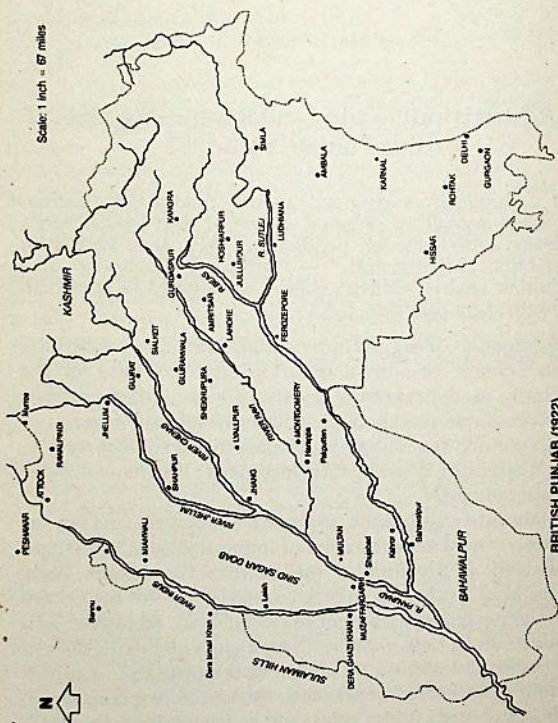 Scale: 1 inch = 67 miles
N
KASHMIR
PESHAWAR
ATTOCK
RAWALPINDI
Murree
Bannu
MIANWALI
JHELUM
GUJRAT
SIALKOT
SHAHPUR
GUJRANWALA
SHEIKHUPURA
GURDASPUR
KANGRA
AMRITSAR
LAHORE
HOSHIARPUR
JULLUNDUR
R.BEAS
R. SUTLEJ
LUDHIANA
SIMLA
AMBALA
KARNAL
ROHTAK
DELHI
GURGAON
HISSAR
FEROZEPORE
RIVER RAVI
RIVER CHENAB
RIVER JHELUM
RIVER INDUS
SIND SAGAR DOAB
LYALLPUR
JHANG
MONTGOMERY
Harappa
Pakpattan
Dera Ismail Khan
Leiah
SULAIMAN HILLS
DERA GHAZI KHAN
MUZAFFARGARH
MULTAN
Shujabad
Kahror
Bahawalpur
R. PANJNAD
BAHAWALPUR
BRITISH PUNJAB (1922)